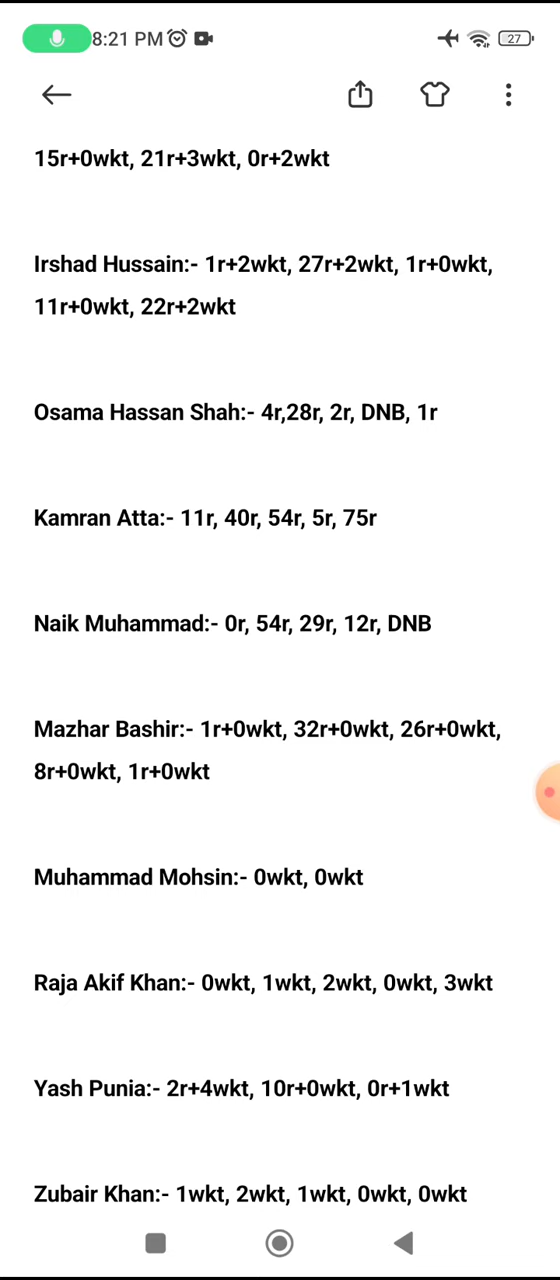 8:21 PM
27
15r+0wkt, 21r+3wkt, 0r+2wkt
Irshad Hussain:- 1r+2wkt, 27r+2wkt, 1r+0wkt,
11r+0wkt, 22r+2wkt
Osama Hassan Shah:- 4r,28r, 2r, DNB, 1r
Kamran Atta:- 11r, 40r, 54r, 5r, 75r
Naik Muhammad:- 0r, 54r, 29r, 12r, DNB
Mazhar Bashir:- 1r+0wkt, 32r+0wkt, 26r+0wkt,
8r+0wkt, 1r+0wkt
Muhammad Mohsin:- 0wkt, 0wkt
Raja Akif Khan:- 0wkt, 1wkt, 2wkt, 0wkt, 3wkt
Yash Punia:- 2r+4wkt, 10r+0wkt, 0r+1wkt
Zubair Khan:- 1wkt, 2wkt, 1wkt, 0wkt, 0wkt